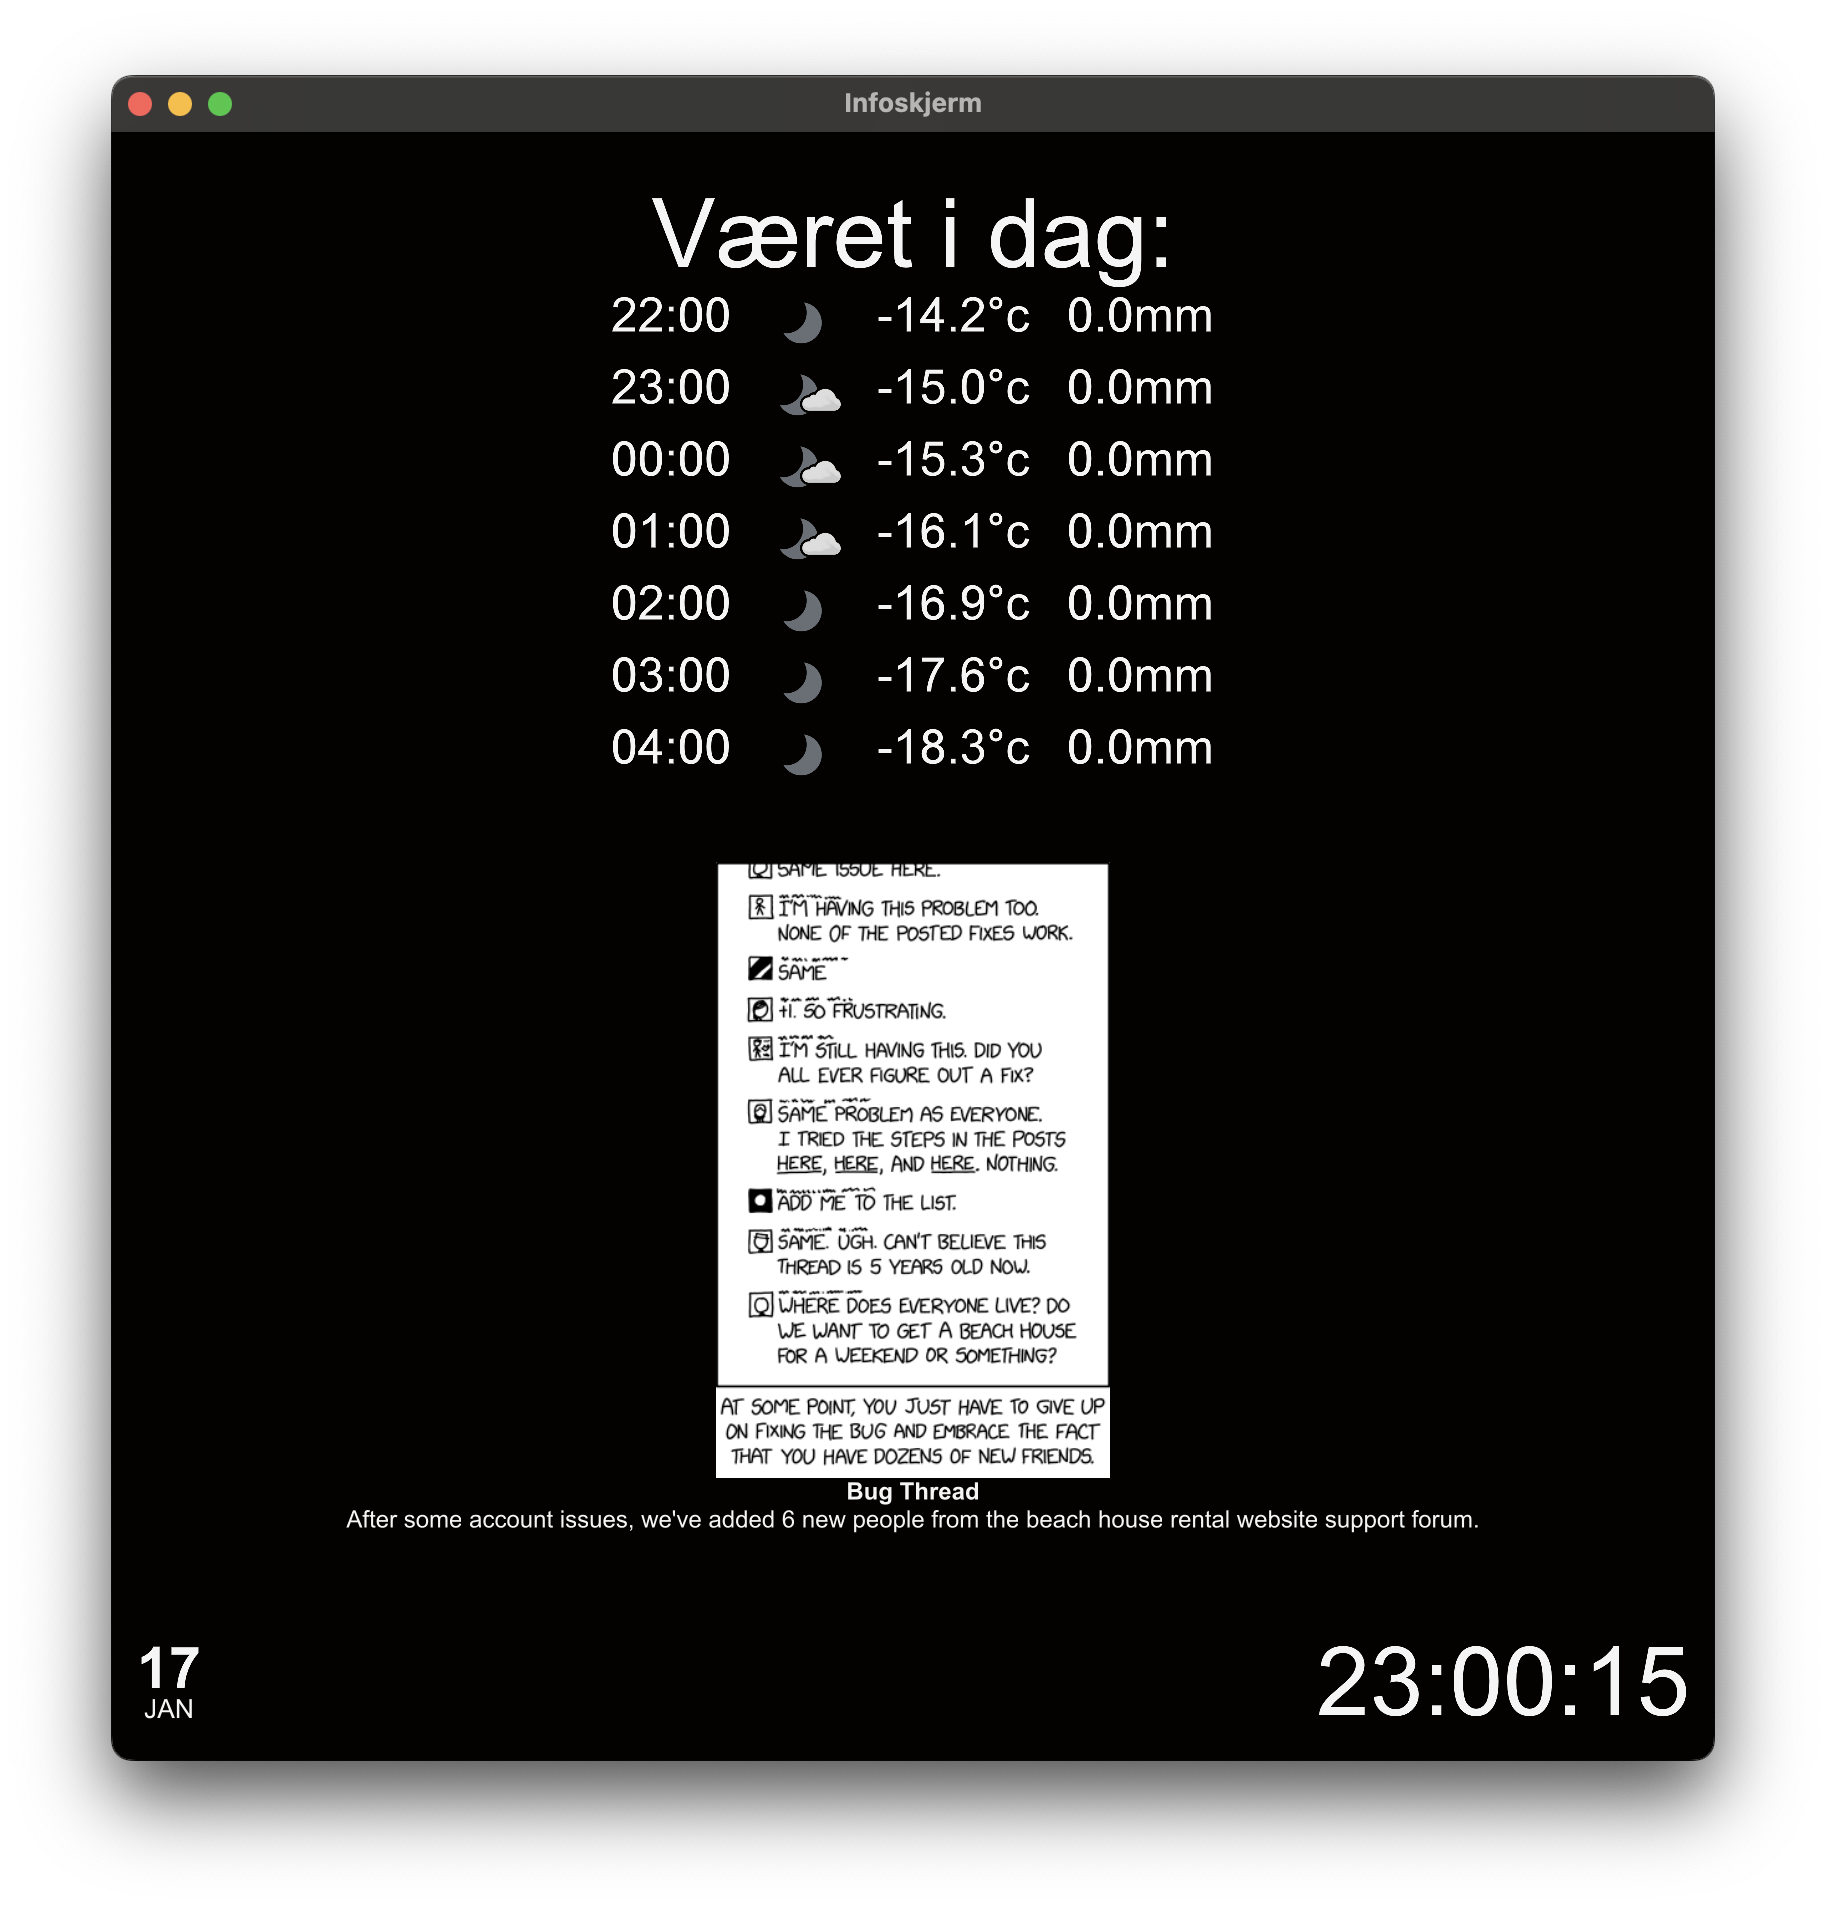 Infoskjerm
Været i dag:
22:00 -14.2°c 0.0mm
23:00 -15.0°c 0.0mm
00:00 -15.3°c 0.0mm
01:00 -16.1°c 0.0mm
02:00 -16.9°c 0.0mm
03:00 -17.6°c 0.0mm
04:00 -18.3°c 0.0mm
SAME ISSUE HERE.
I'M HAVING THIS PROBLEM TOO.
NONE OF THE POSTED FIXES WORK.
SAME
+1. SO FRUSTRATING.
I'M STILL HAVING THIS. DID YOU
ALL EVER FIGURE OUT A FIX?
SAME PROBLEM AS EVERYONE.
I TRIED THE STEPS IN THE POSTS
HERE, HERE, AND HERE. NOTHING.
ADD ME TO THE LIST.
SAME. UGH. CAN'T BELIEVE THIS
THREAD IS 5 YEARS OLD NOW.
WHERE DOES EVERYONE LIVE? DO
WE WANT TO GET A BEACH HOUSE
FOR A WEEKEND OR SOMETHING?
AT SOME POINT, YOU JUST HAVE TO GIVE UP
ON FIXING THE BUG AND EMBRACE THE FACT
THAT YOU HAVE DOZENS OF NEW FRIENDS.
Bug Thread
After some account issues, we've added 6 new people from the beach house rental website support forum.
17
JAN
23:00:15